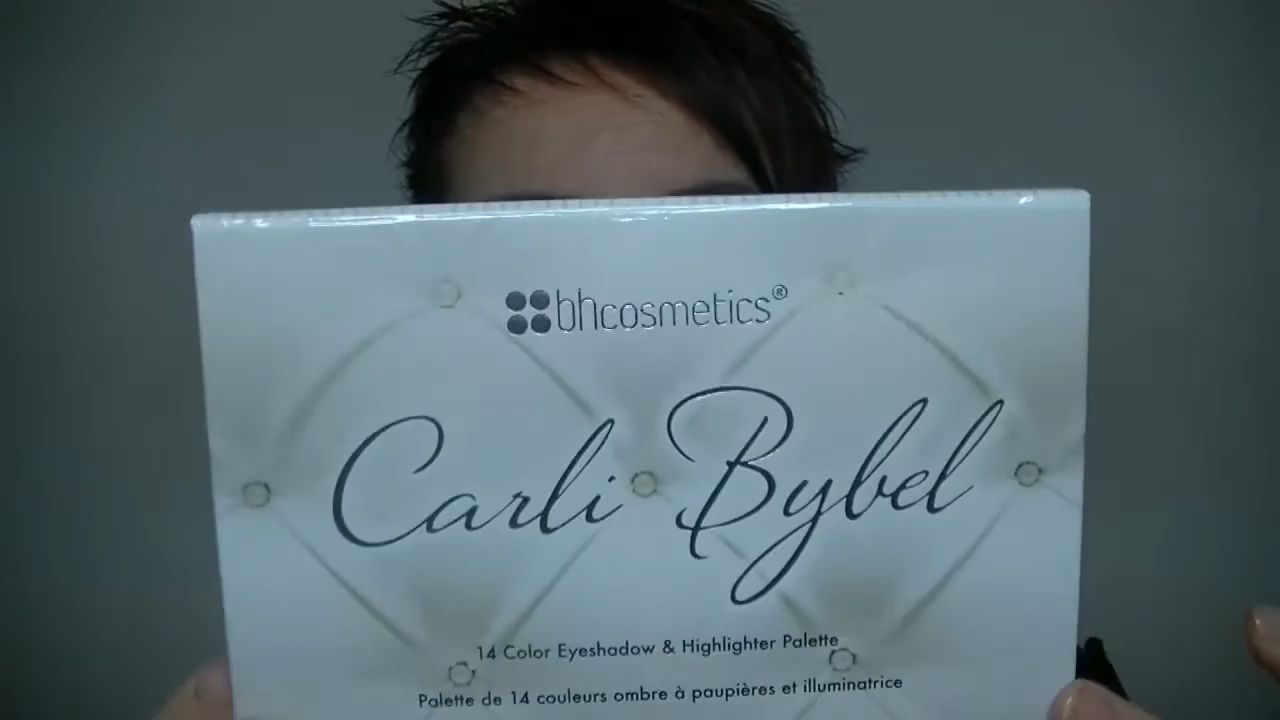 bhcosmetics®
Carli Bybel
14 Color Eyeshadow & Highlighter Palette
Palette de 14 couleurs ombre à paupières et illuminatrice